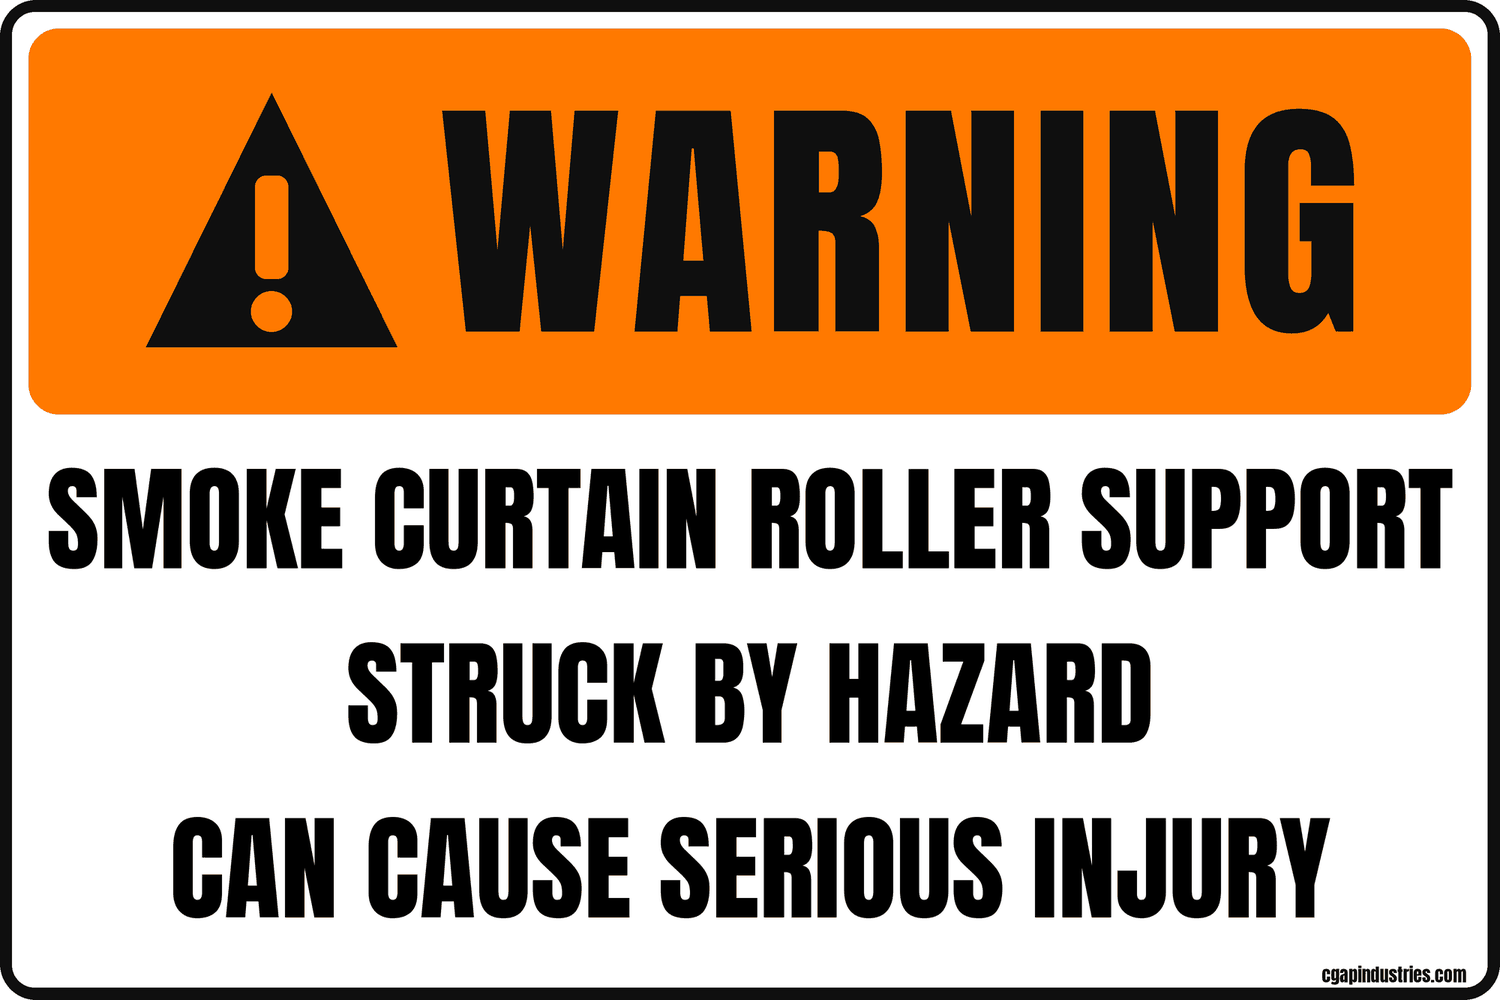 WARNING
SMOKE CURTAIN ROLLER SUPPORT
STRUCK BY HAZARD
CAN CAUSE SERIOUS INJURY
cgapindustries.com